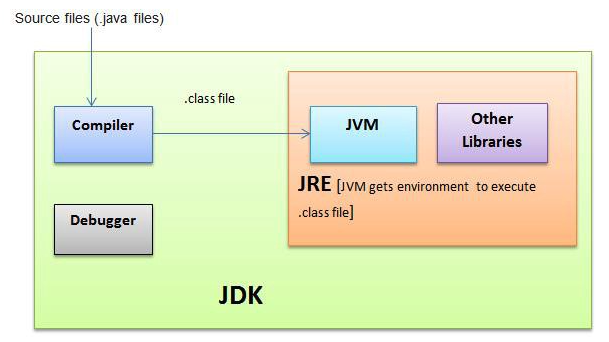 Source files (.java files)
.class file
Compiler
JVM
Other
Libraries
JRE [JVM gets environment to execute
.class file]
Debugger
JDK